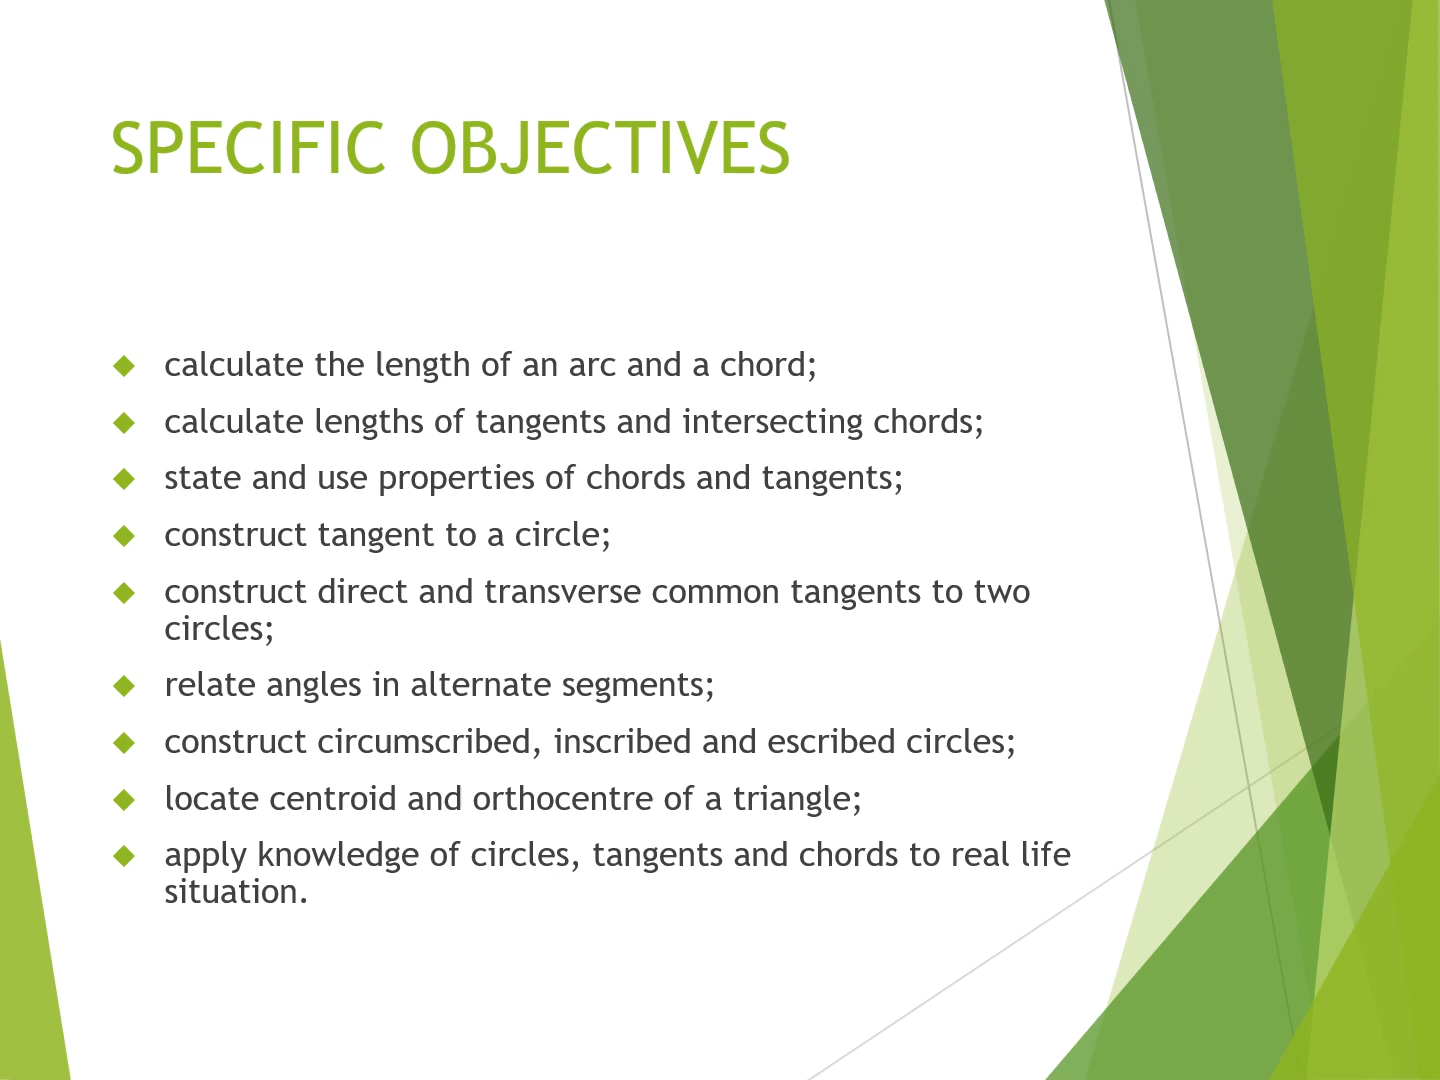 SPECIFIC OBJECTIVES
calculate the length of an arc and a chord;
calculate lengths of tangents and intersecting chords;
state and use properties of chords and tangents;
construct tangent to a circle;
construct direct and transverse common tangents to two
circles;
relate angles in alternate segments;
construct circumscribed, inscribed and escribed circles;
locate centroid and orthocentre of a triangle;
apply knowledge of circles, tangents and chords to real life
situation.